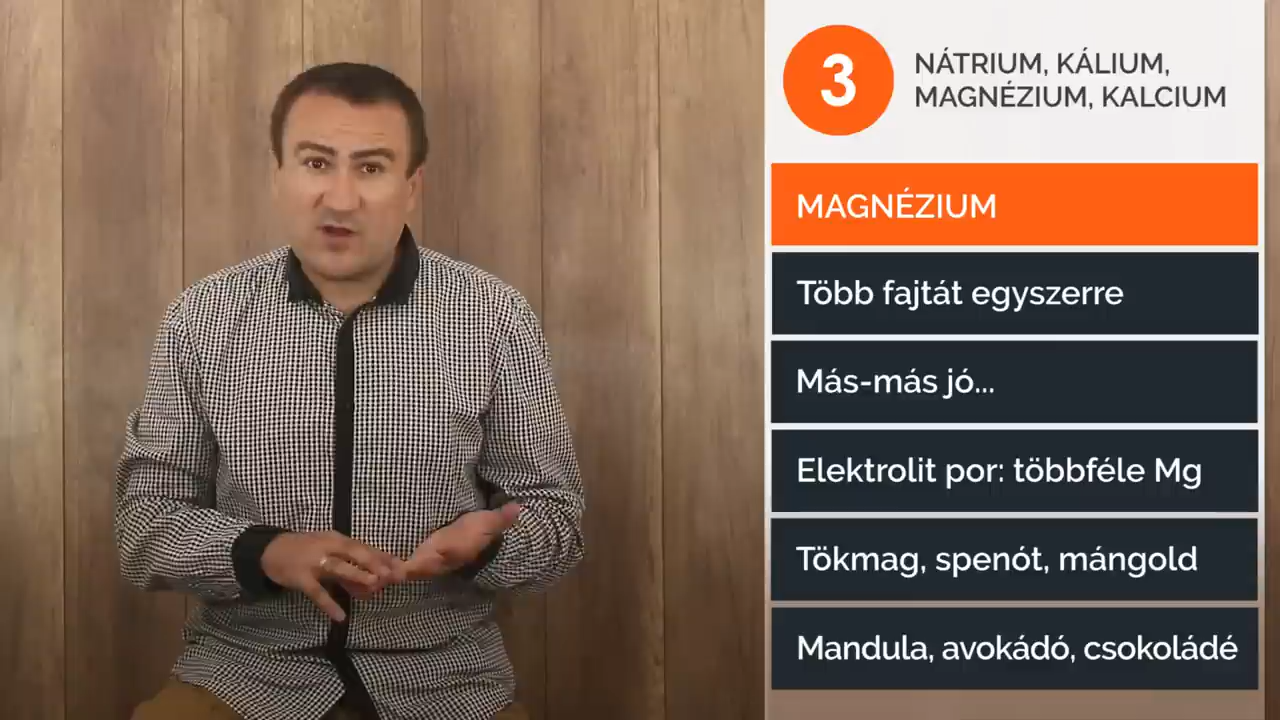 3
NÁTRIUM, KÁLIUM,
MAGNÉZIUM, KALCIUM
MAGNÉZIUM
Több fajtát egyszerre
Más-más jó...
Elektrolit por: többféle Mg
Tökmag, spenót, mángold
Mandula, avokádó, csokoládé